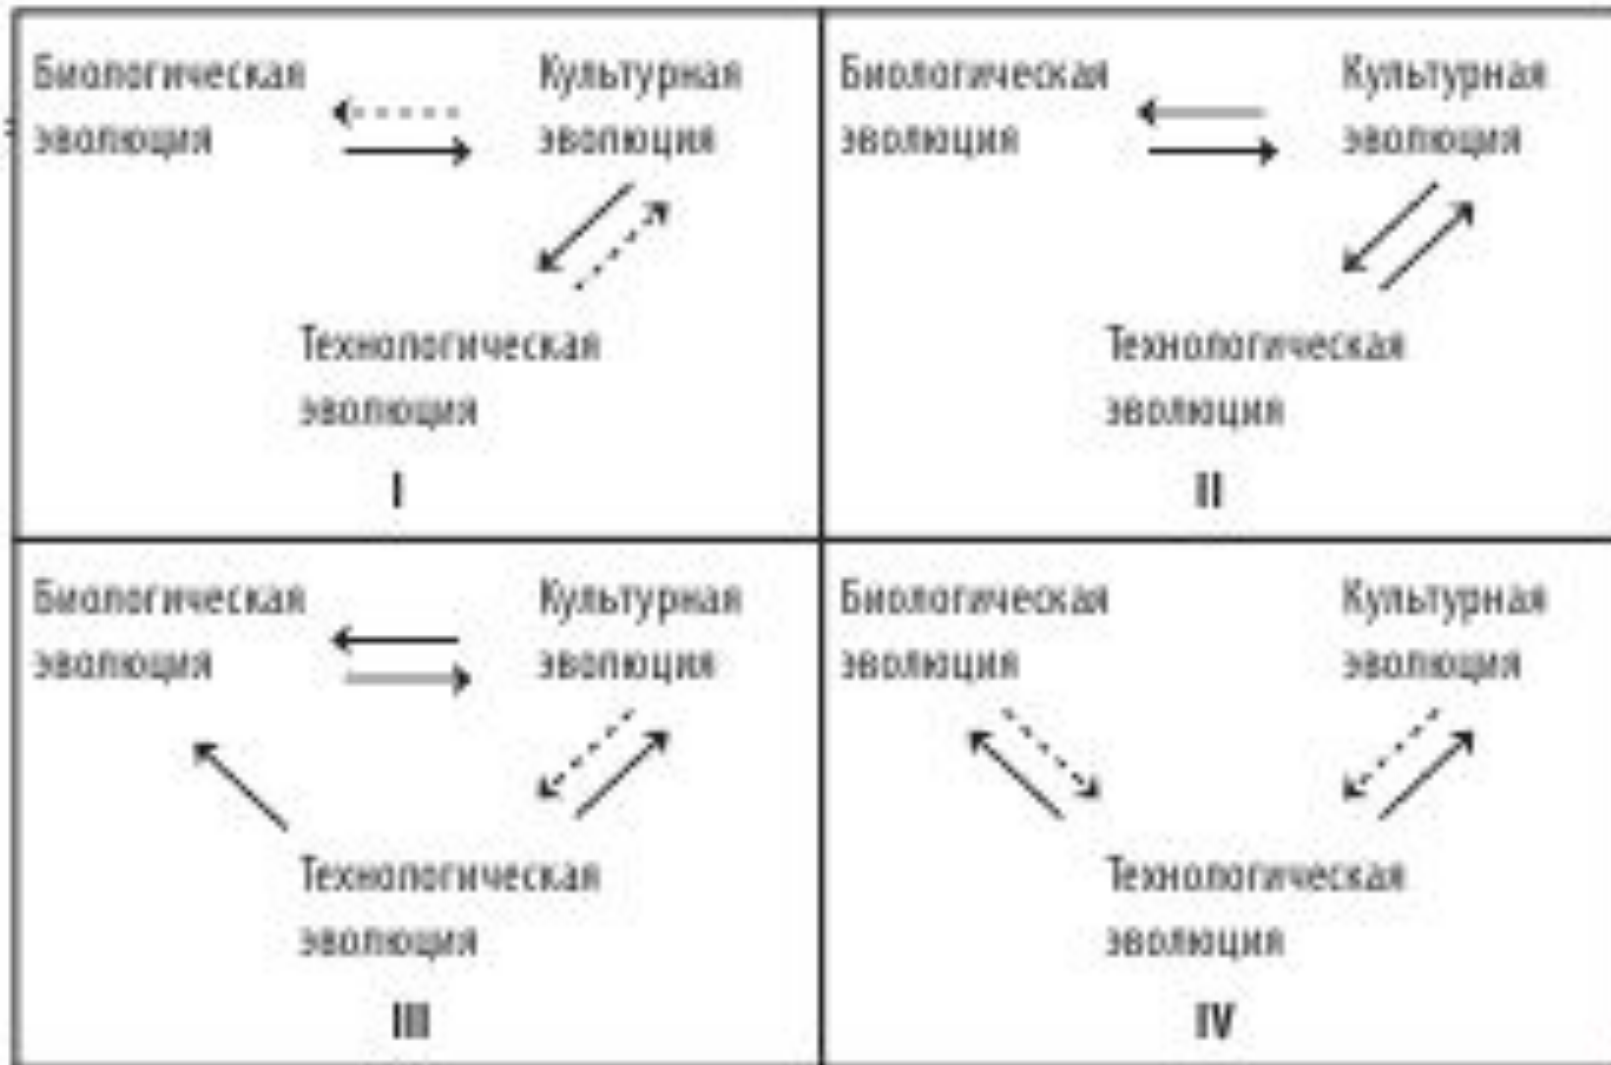 Биологическая
эволюция
Культурная
эволюция
Технологическая
эволюция
I
Биологическая
эволюция
Культурная
эволюция
Технологическая
эволюция
II
Биологическая
эволюция
Культурная
эволюция
Технологическая
эволюция
III
Биологическая
эволюция
Культурная
эволюция
Технологическая
эволюция
IV